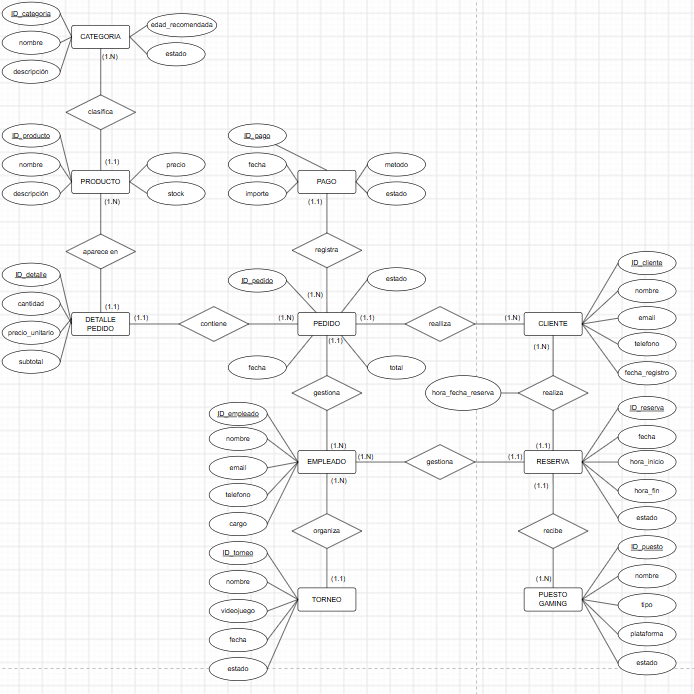 ID_categoria
nombre
descripción
CATEGORIA
edad_recomendada
estado
(1.N)
clasifica
(1.1)
ID_producto
nombre
descripción
PRODUCTO
precio
stock
(1.N)
aparece en
(1.1)
ID_pago
fecha
importe
PAGO
metodo
estado
(1.1)
registra
(1.N)
ID_detalle
cantidad
precio_unitario
subtotal
DETALLE
PEDIDO
(1.1)
contiene
(1.N)
ID_pedido
estado
PEDIDO
fecha
total
(1.1)
realiza
(1.N)
CLIENTE
ID_cliente
nombre
email
telefono
fecha_registro
(1.1)
gestiona
(1.N)
(1.N)
hora_fecha_reserva
realiza
(1.1)
ID_empleado
nombre
email
telefono
cargo
EMPLEADO
(1.N)
gestiona
(1.1)
RESERVA
ID_reserva
fecha
hora_inicio
hora_fin
estado
(1.N)
organiza
(1.1)
(1.1)
recibe
(1.N)
ID_torneo
nombre
videojuego
fecha
estado
TORNEO
PUESTO
GAMING
ID_puesto
nombre
tipo
plataforma
estado